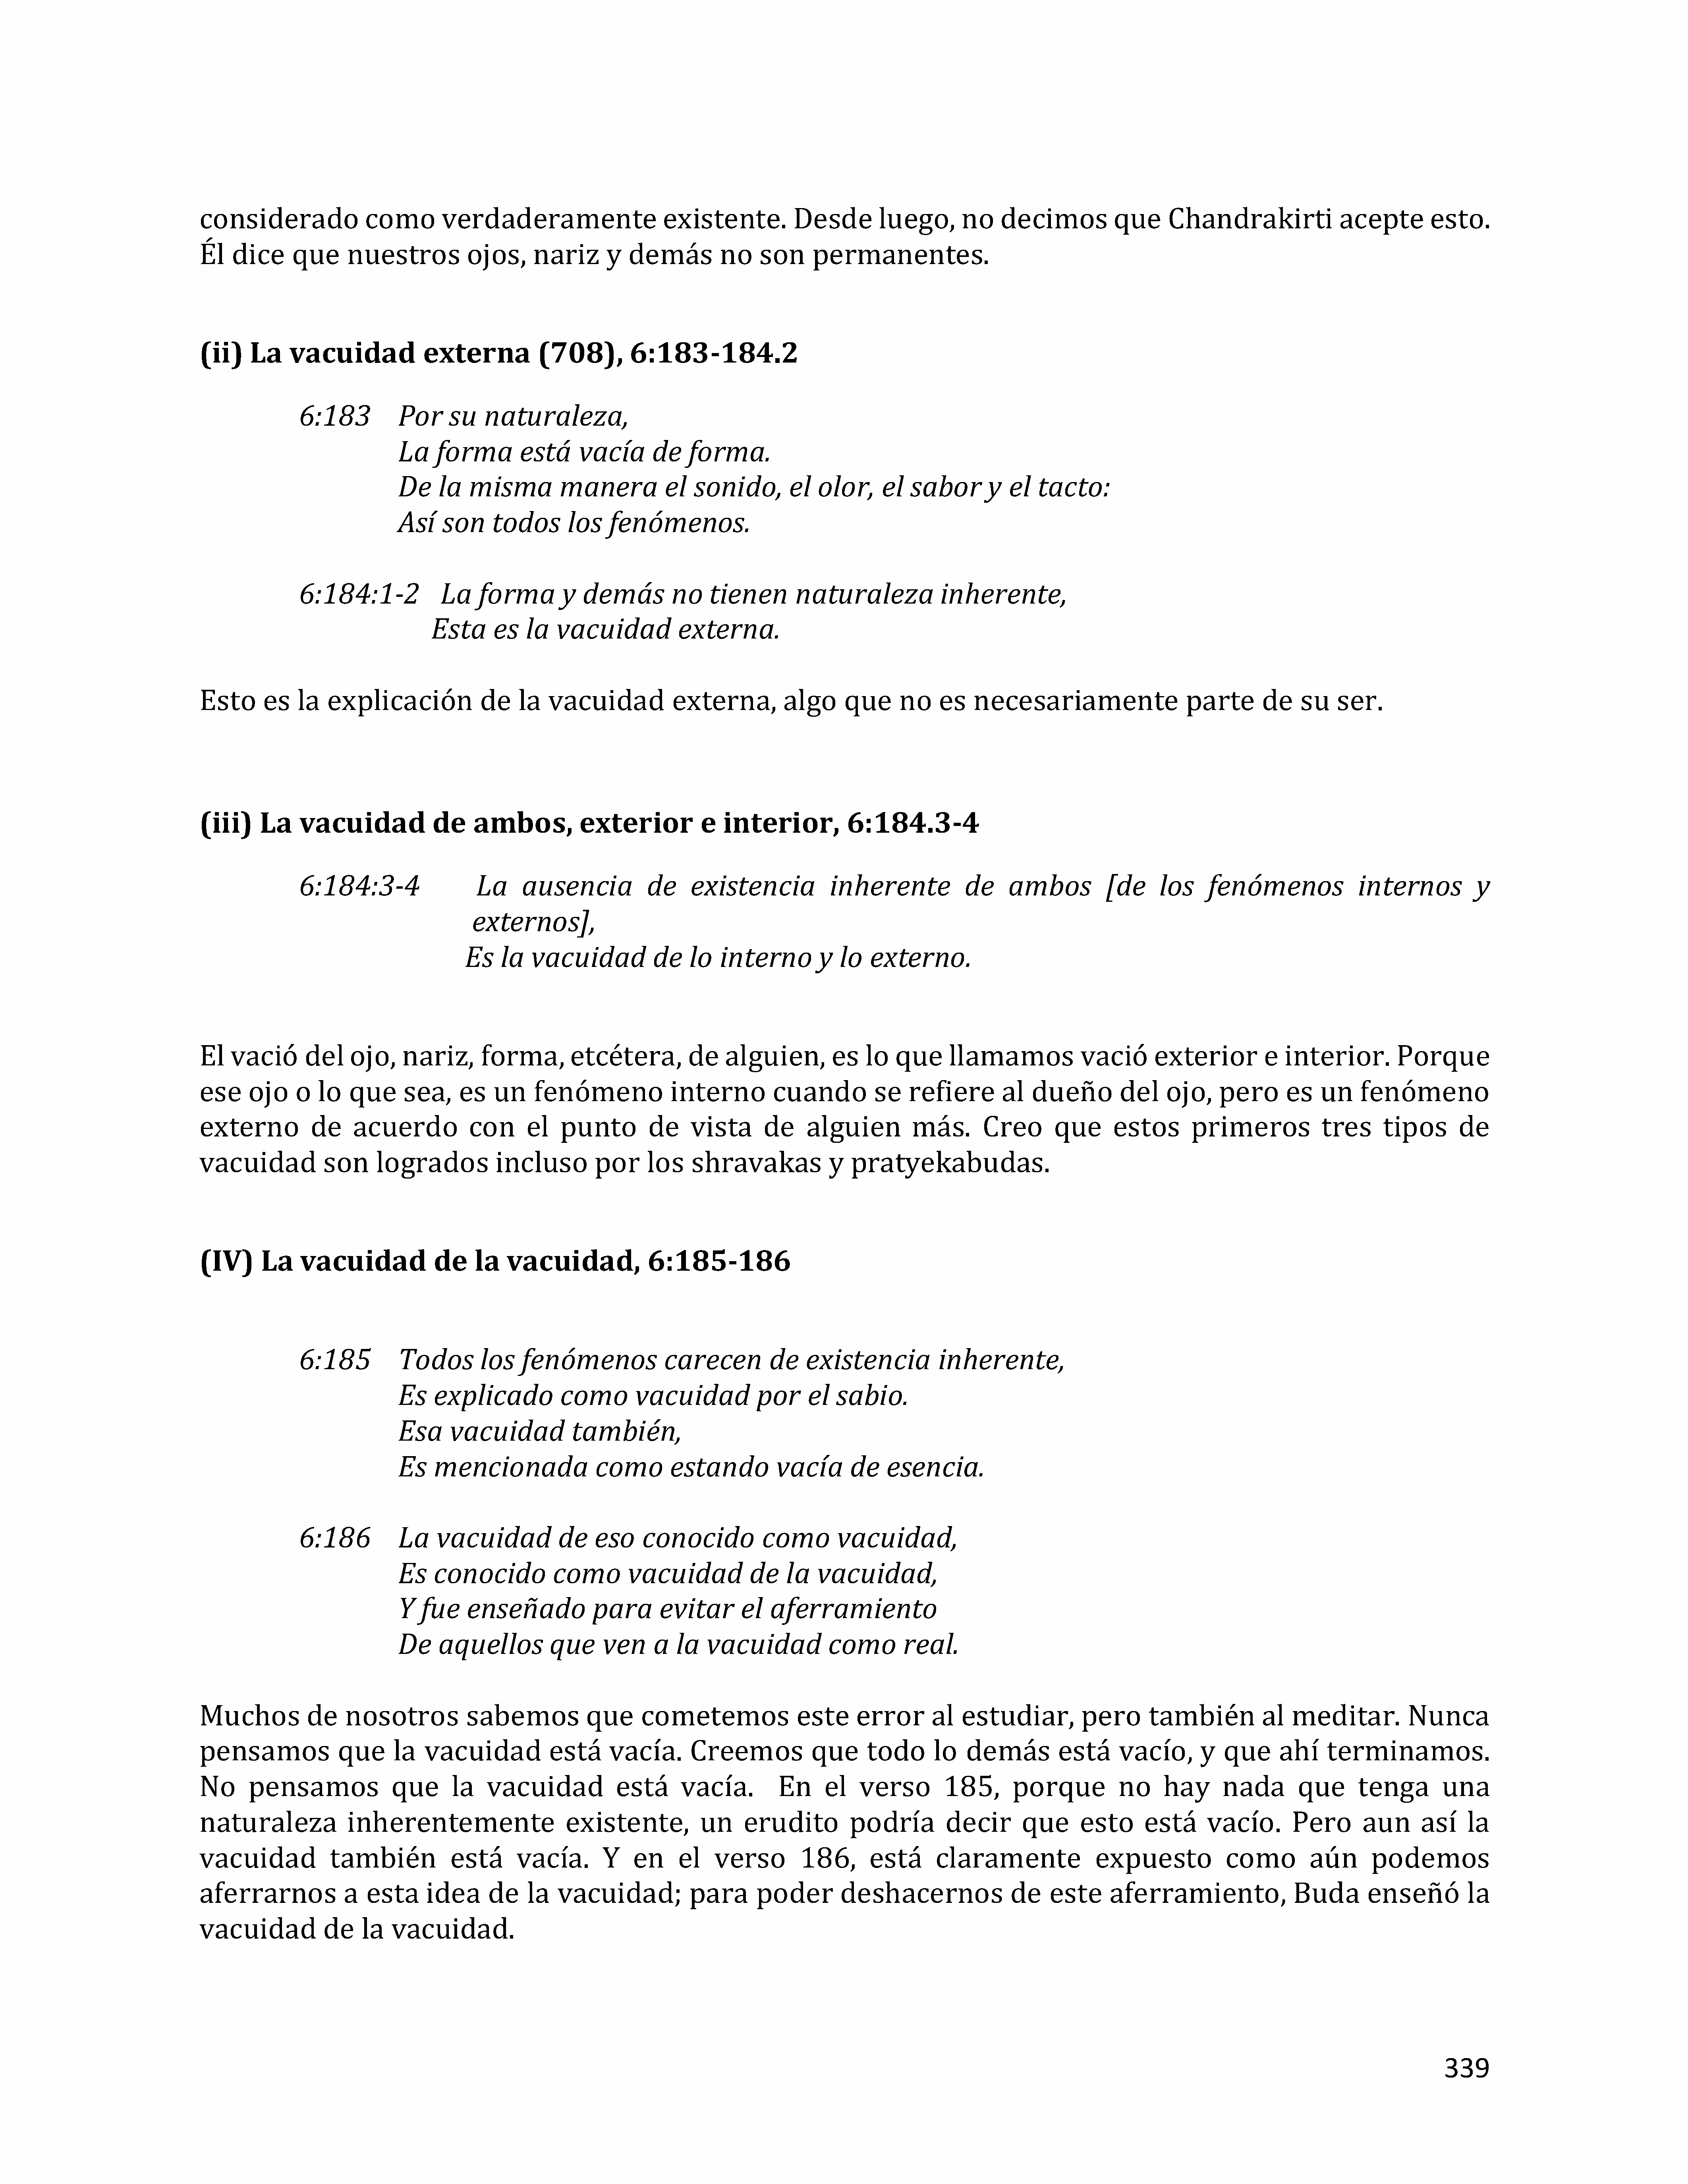 considerado como verdaderamente existente. Desde luego, no decimos que Chandrakirti acepte esto.
Él dice que nuestros ojos, nariz y demás no son permanentes.
(ii) La vacuidad externa (708), 6:183-184.2
6:183 Por su naturaleza,
La forma está vacía de forma.
De la misma manera el sonido, el olor, el sabor y el tacto:
Así son todos los fenómenos.
6:184:1-2 La forma y demás no tienen naturaleza inherente,
Esta es la vacuidad externa.
Esto es la explicación de la vacuidad externa, algo que no es necesariamente parte de su ser.
(iii) La vacuidad de ambos, exterior e interior, 6:184.3-4
6:184:3-4 La ausencia de existencia inherente de ambos [de los fenómenos internos y
externos],
Es la vacuidad de lo interno y lo externo.
El vació del ojo, nariz, forma, etcétera, de alguien, es lo que llamamos vació exterior e interior. Porque
ese ojo o lo que sea, es un fenómeno interno cuando se refiere al dueño del ojo, pero es un fenómeno
externo de acuerdo con el punto de vista de alguien más. Creo que estos primeros tres tipos de
vacuidad son logrados incluso por los shravakas y pratyekabudas.
(IV) La vacuidad de la vacuidad, 6:185-186
6:185 Todos los fenómenos carecen de existencia inherente,
Es explicado como vacuidad por el sabio.
Esa vacuidad también,
Es mencionada como estando vacía de esencia.
6:186 La vacuidad de eso conocido como vacuidad,
Es conocido como vacuidad de la vacuidad,
Y fue enseñado para evitar el aferramiento
De aquellos que ven a la vacuidad como real.
Muchos de nosotros sabemos que cometemos este error al estudiar, pero también al meditar. Nunca
pensamos que la vacuidad está vacía. Creemos que todo lo demás está vacío, y que ahí terminamos.
No pensamos que la vacuidad está vacía. En el verso 185, porque no hay nada que tenga una
naturaleza inherentemente existente, un erudito podría decir que esto está vacío. Pero aun así la
vacuidad también está vacía. Y en el verso 186, está claramente expuesto como aún podemos
aferrarnos a esta idea de la vacuidad; para poder deshacernos de este aferramiento, Buda enseñó la
vacuidad de la vacuidad.
339